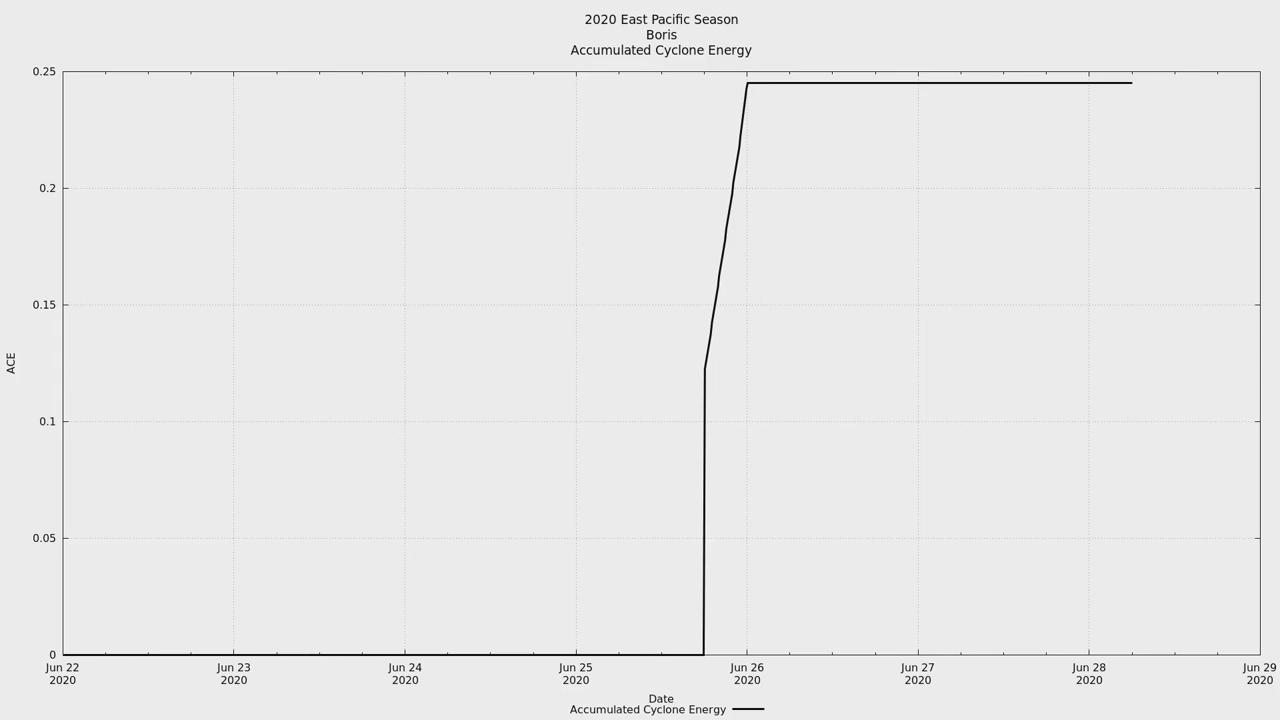 2020 East Pacific Season
Boris
Accumulated Cyclone Energy
0.25
0.2
0.15
0.1
0.05
0
ACE
Jun 22 Jun 23 Jun 24 Jun 25 Jun 26 Jun 27 Jun 28 Jun 29
2020 2020 2020 2020 2020 2020 2020 2020
Date
Accumulated Cyclone Energy